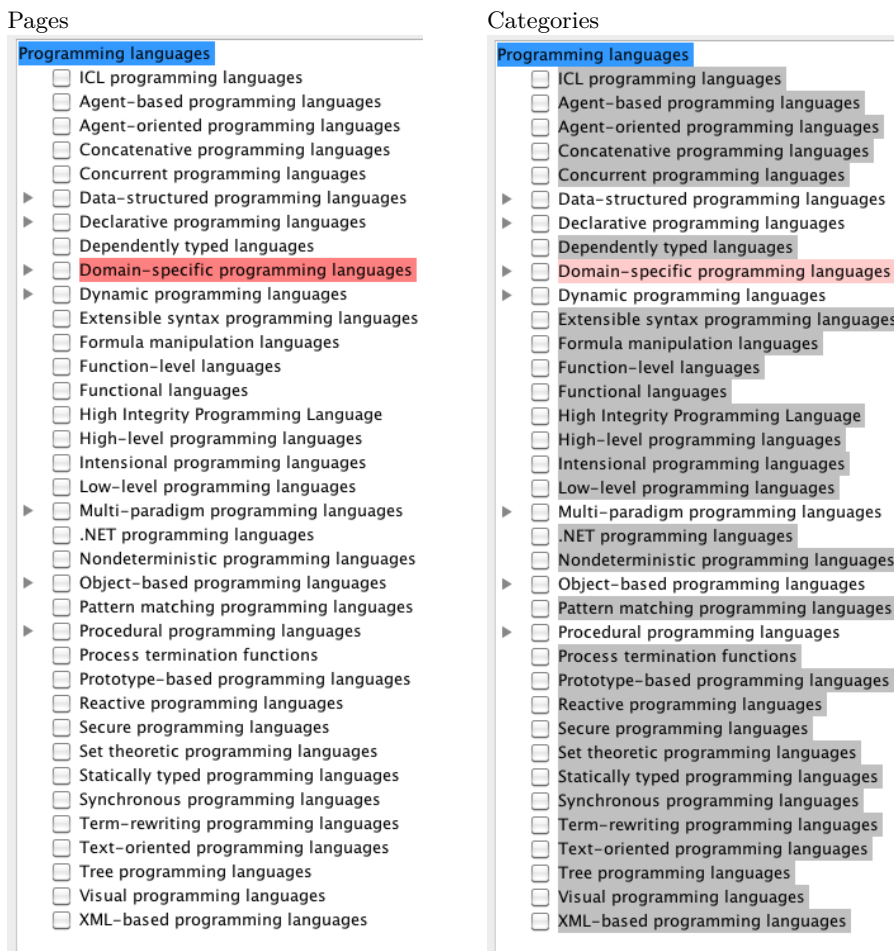 Pages
Programming languages
ICL programming languages
Agent-based programming languages
Agent-oriented programming languages
Concatenative programming languages
Concurrent programming languages
Data-structured programming languages
Declarative programming languages
Dependently typed languages
Domain-specific programming languages
Dynamic programming languages
Extensible syntax programming languages
Formula manipulation languages
Function-level languages
Functional languages
High Integrity Programming Language
High-level programming languages
Intensional programming languages
Low-level programming languages
Multi-paradigm programming languages
.NET programming languages
Nondeterministic programming languages
Object-based programming languages
Pattern matching programming languages
Procedural programming languages
Process termination functions
Prototype-based programming languages
Reactive programming languages
Secure programming languages
Set theoretic programming languages
Statically typed programming languages
Synchronous programming languages
Term-rewriting programming languages
Text-oriented programming languages
Tree programming languages
Visual programming languages
XML-based programming languages
Categories
Programming languages
ICL programming languages
Agent-based programming languages
Agent-oriented programming languages
Concatenative programming languages
Concurrent programming languages
Data-structured programming languages
Declarative programming languages
Dependently typed languages
Domain-specific programming languages
Dynamic programming languages
Extensible syntax programming languages
Formula manipulation languages
Function-level languages
Functional languages
High Integrity Programming Language
High-level programming languages
Intensional programming languages
Low-level programming languages
Multi-paradigm programming languages
.NET programming languages
Nondeterministic programming languages
Object-based programming languages
Pattern matching programming languages
Procedural programming languages
Process termination functions
Prototype-based programming languages
Reactive programming languages
Secure programming languages
Set theoretic programming languages
Statically typed programming languages
Synchronous programming languages
Term-rewriting programming languages
Text-oriented programming languages
Tree programming languages
Visual programming languages
XML-based programming languages